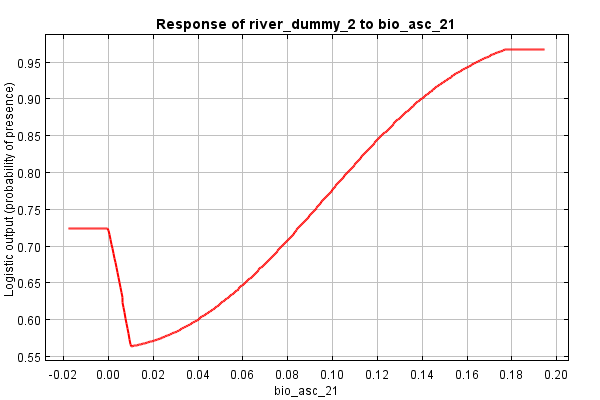 Response of river_dummy_2 to bio_asc_21
Logistic output (probability of presence)
0.95
0.90
0.85
0.80
0.75
0.70
0.65
0.60
0.55
-0.02 0.00 0.02 0.04 0.06 0.08 0.10 0.12 0.14 0.16 0.18 0.20
bio_asc_21